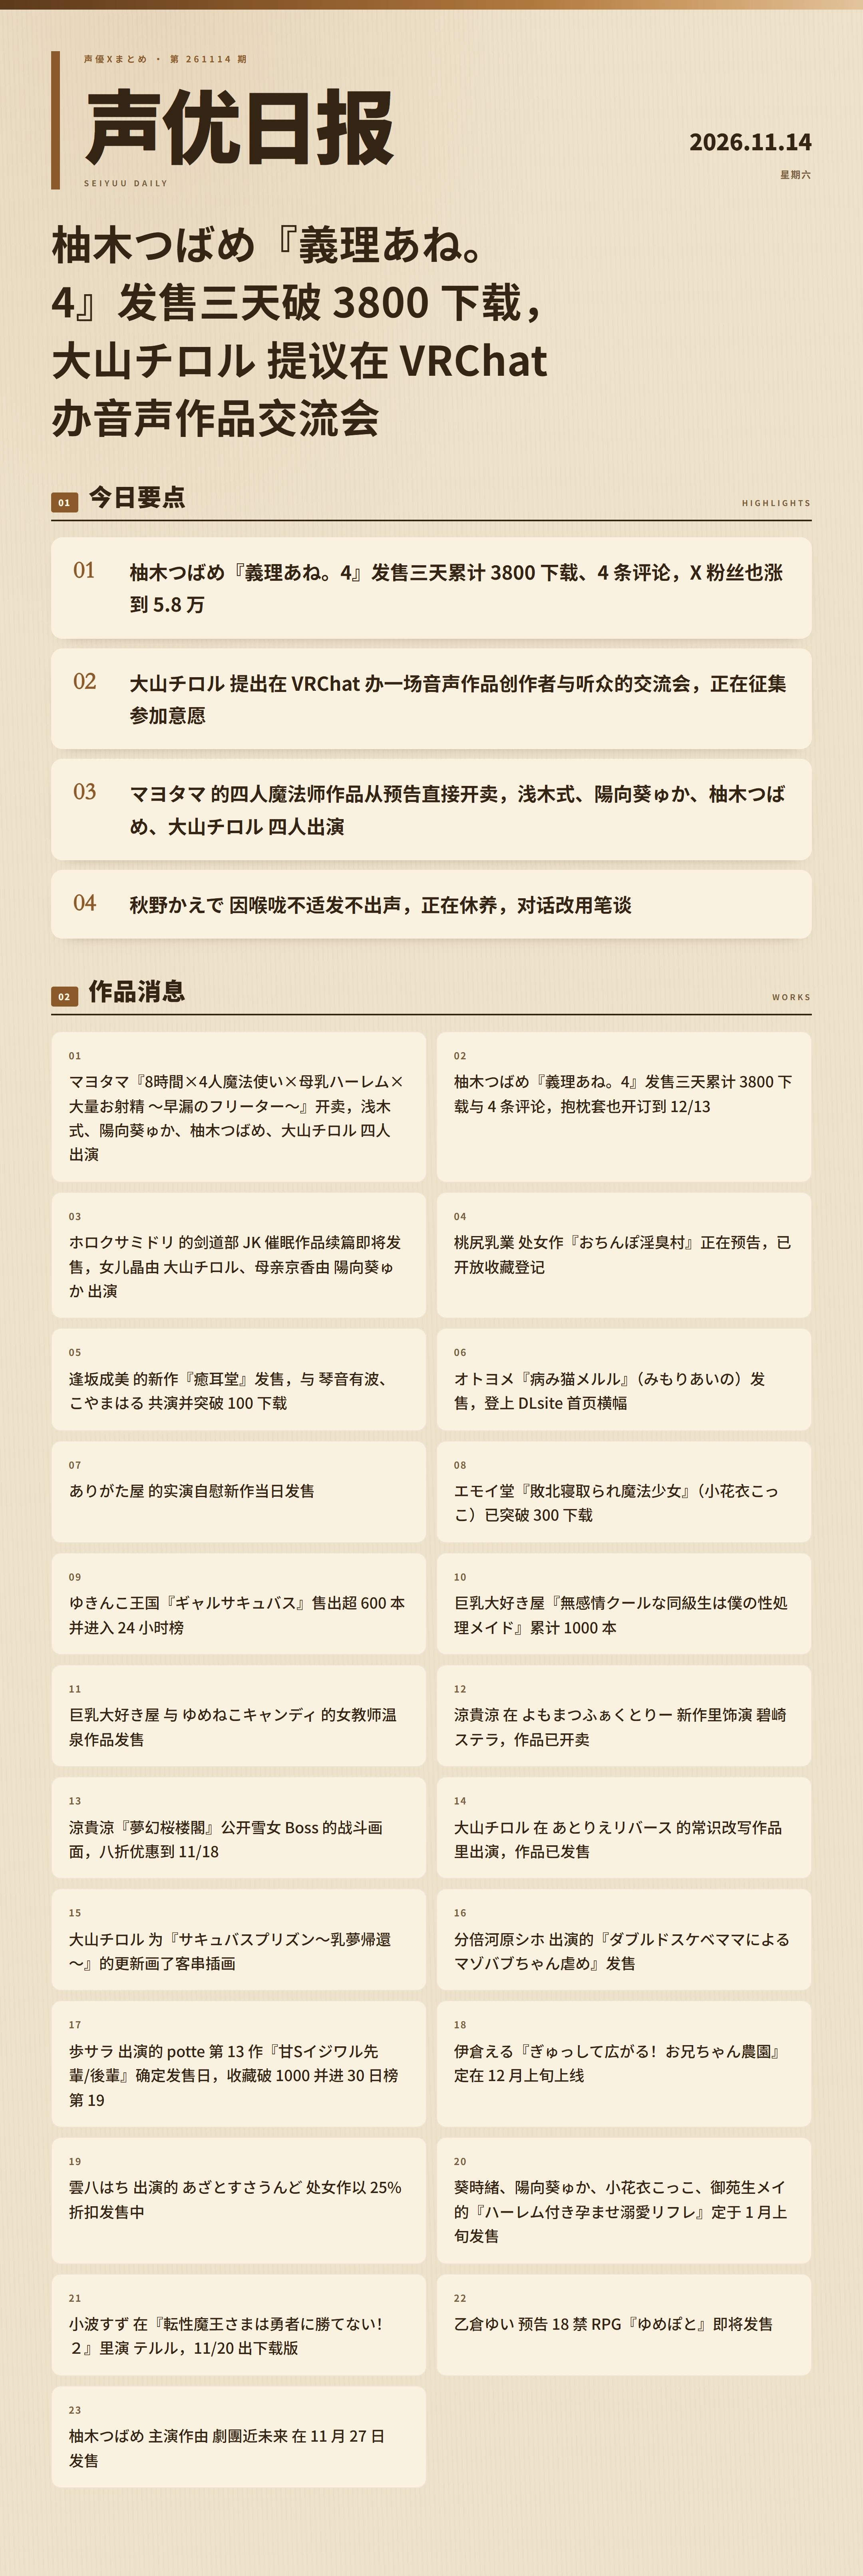 声優Xまとめ ・ 第 261114 期
声优日报
SEIYUU DAILY
2026.11.14
星期六
柚木つばめ『義理あね。
4』发售三天破 3800 下载，
大山チロル 提议在 VRChat
办音声作品交流会
01 今日要点
HIGHLIGHTS
01
柚木つばめ『義理あね。4』发售三天累计 3800 下载、4 条评论，X 粉丝也涨
到 5.8 万
02
大山チロル 提出在 VRChat 办一场音声作品创作者与听众的交流会，正在征集
参加意愿
03
マヨタマ 的四人魔法师作品从预告直接开卖，浅木式、陽向葵ゅか、柚木つば
め、大山チロル 四人出演
04
秋野かえで 因喉咙不适发不出声，正在休养，对话改用笔谈
02 作品消息
WORKS
01
マヨタマ『8時間×4人魔法使い×母乳ハーレム×
大量お射精 〜早漏のフリーター〜』开卖，浅木
式、陽向葵ゅか、柚木つばめ、大山チロル 四人
出演
02
柚木つばめ『義理あね。4』发售三天累计 3800 下
载与 4 条评论，抱枕套也开订到 12/13
03
ホロクサミドリ 的剑道部 JK 催眠作品续篇即将发
售，女儿晶由 大山チロル、母亲京香由 陽向葵ゅ
か 出演
04
桃尻乳業 处女作『おちんぽ淫臭村』正在预告，已
开放收藏登记
05
逢坂成美 的新作『癒耳堂』发售，与 琴音有波、
こやまはる 共演并突破 100 下载
06
オトヨメ『病み猫メルル』（みもりあいの）发
售，登上 DLsite 首页横幅
07
ありがた屋 的实演自慰新作当日发售
08
エモイ堂『敗北寝取られ魔法少女』（小花衣こっ
こ）已突破 300 下载
09
ゆきんこ王国『ギャルサキュバス』售出超 600 本
并进入 24 小时榜
10
巨乳大好き屋『無感情クールな同級生は僕の性処
理メイド』累计 1000 本
11
巨乳大好き屋 与 ゆめねこキャンディ 的女教师温
泉作品发售
12
涼貴涼 在 よもまつふぁくとりー 新作里饰演 碧崎
ステラ，作品已开卖
13
涼貴涼『夢幻桜楼閣』公开雪女 Boss 的战斗画
面，八折优惠到 11/18
14
大山チロル 在 あとりえリバース 的常识改写作品
里出演，作品已发售
15
大山チロル 为『サキュバスプリズン〜乳夢帰還
〜』的更新画了客串插画
16
分倍河原シホ 出演的『ダブルドスケベママによる
マゾバブちゃん虐め』发售
17
歩サラ 出演的 potte 第 13 作『甘Sイジワル先
輩/後輩』确定发售日，收藏破 1000 并进 30 日榜
第 19
18
伊倉える『ぎゅっして広がる！お兄ちゃん農園』
定在 12 月上旬上线
19
雲八はち 出演的 あざとすさうんど 处女作以 25%
折扣发售中
20
葵時緒、陽向葵ゅか、小花衣こっこ、御苑生メイ
的『ハーレム付き孕ませ溺愛リフレ』定于 1 月上
旬发售
21
小波すず 在『転性魔王さまは勇者に勝てない！
２』里演 テルル，11/20 出下载版
22
乙倉ゆい 预告 18 禁 RPG『ゆめぽと』即将发售
23
柚木つばめ 主演作由 劇團近未来 在 11 月 27 日
发售